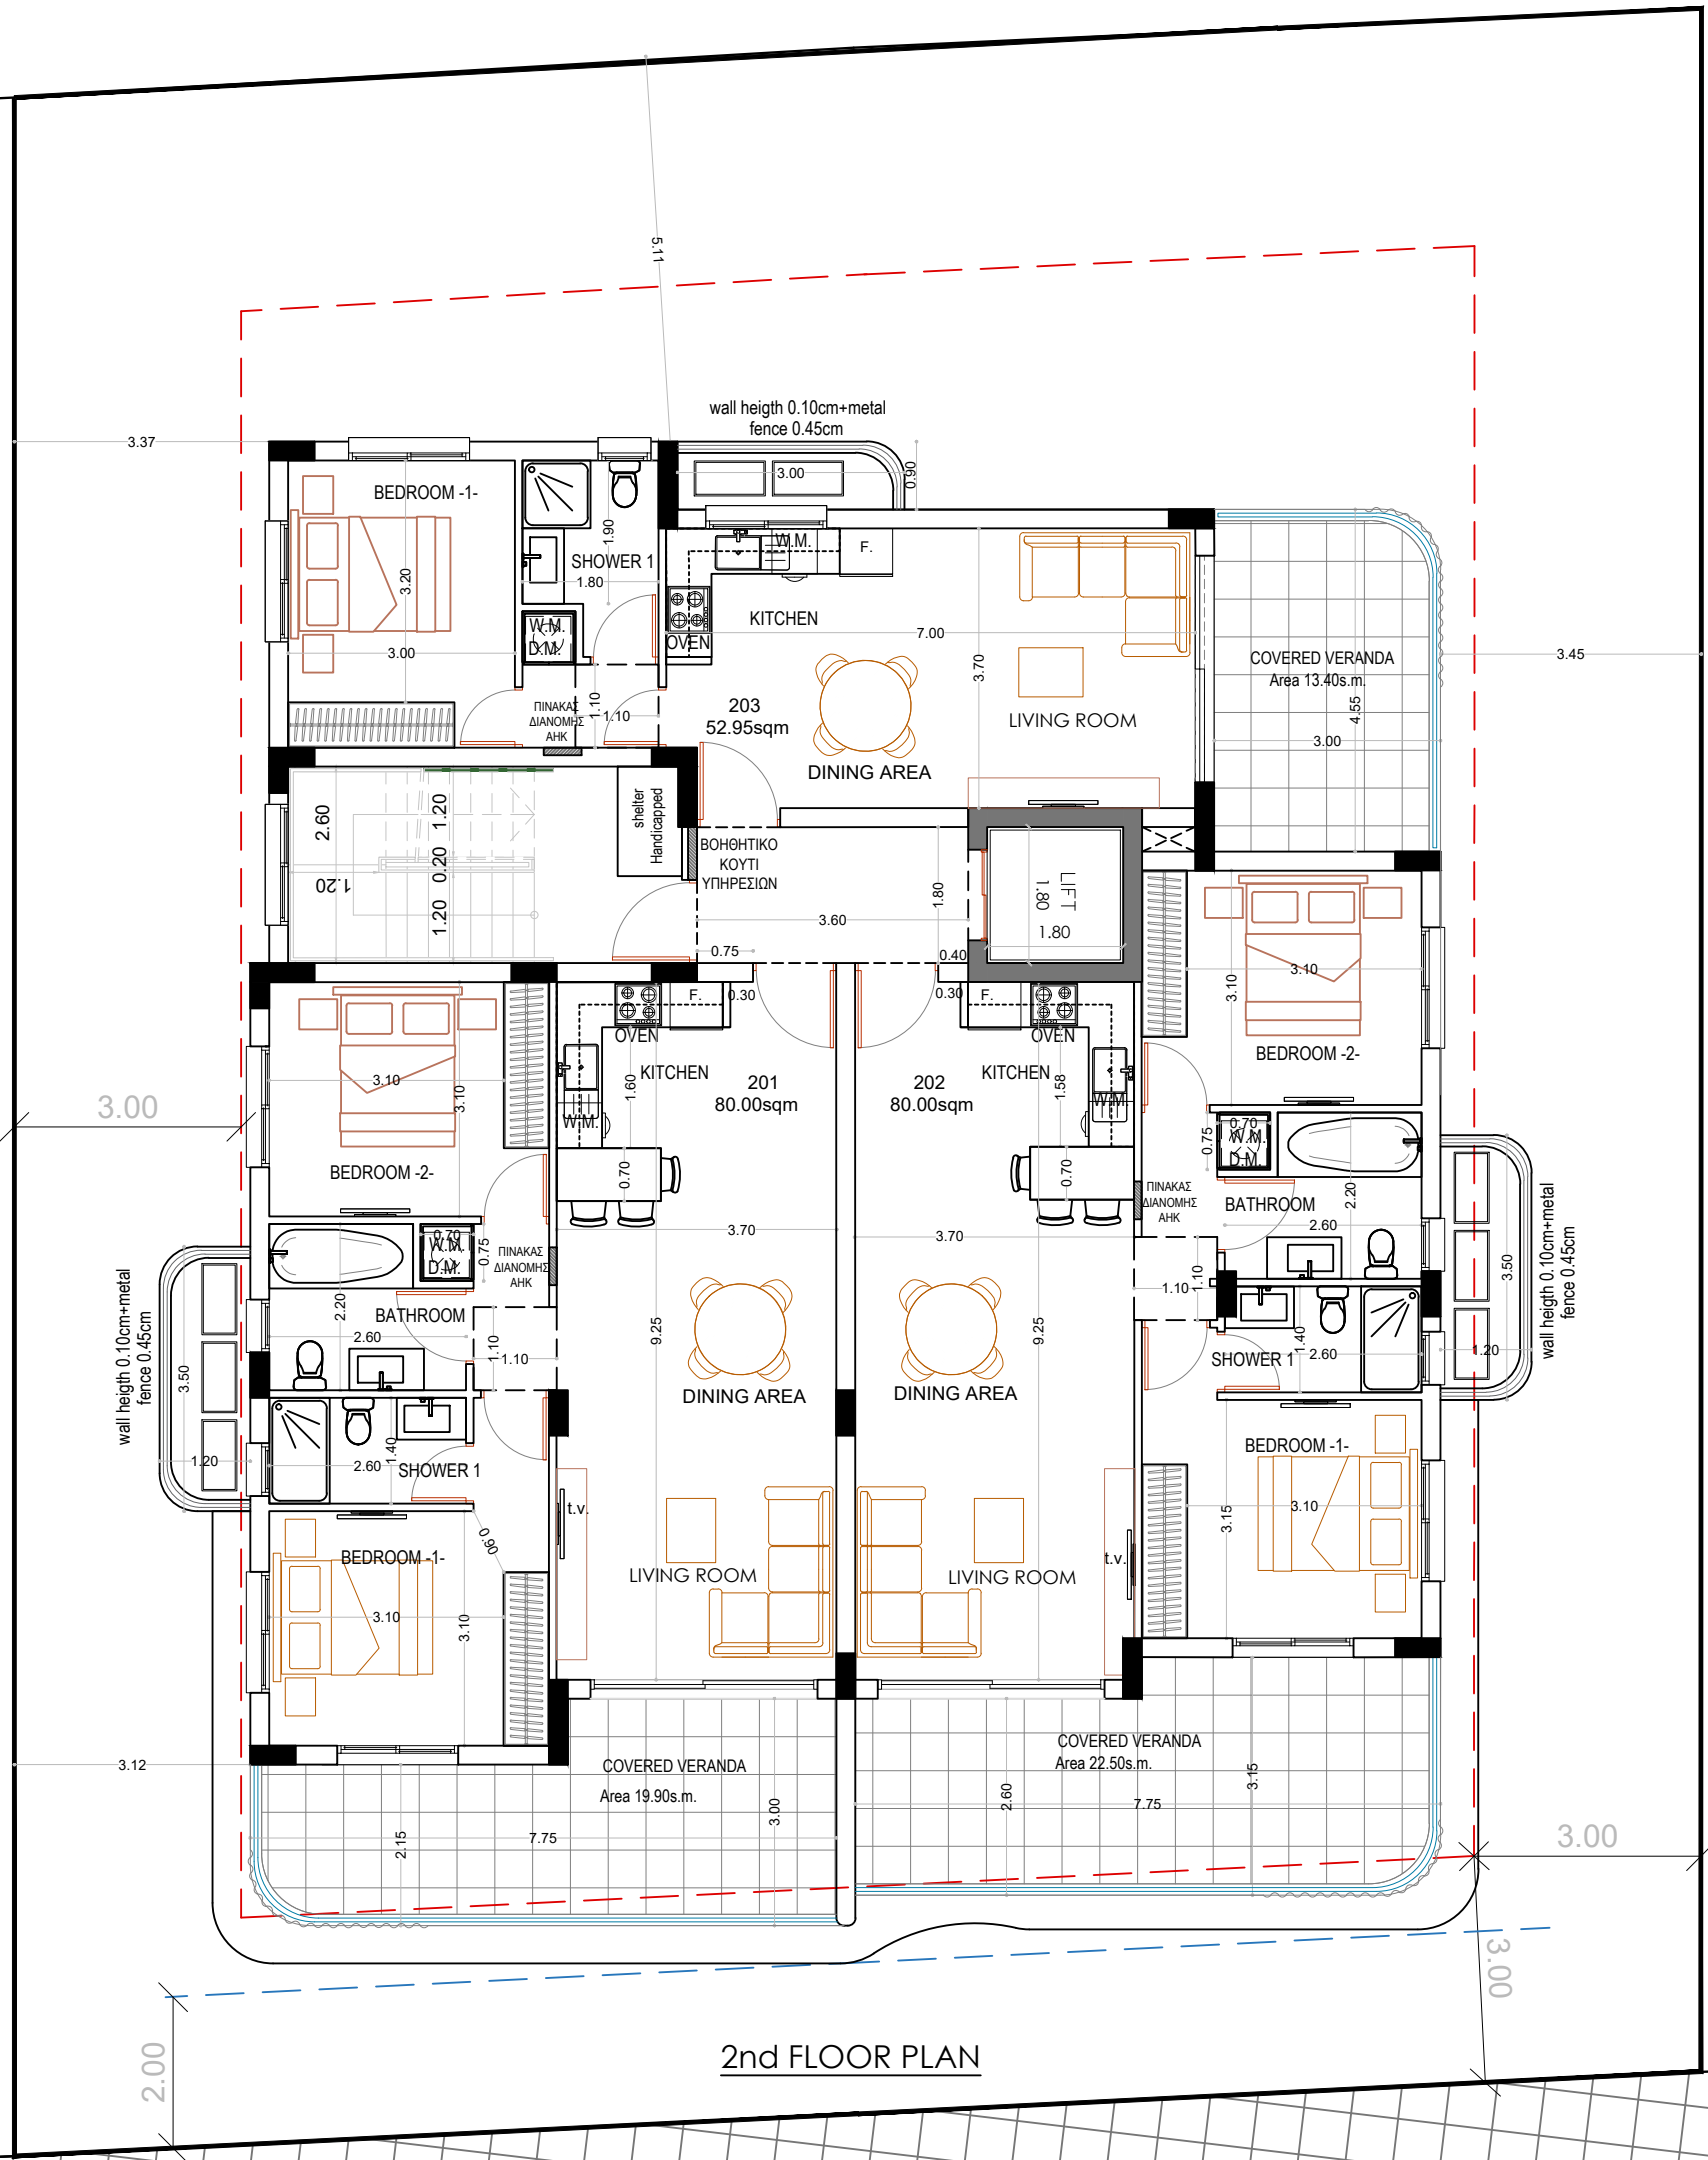 5.11
wall heigth 0.10cm+metal
fence 0.45cm
3.37
3.00
0.90
BEDROOM -1-
3.20
3.00
1.90
SHOWER 1
1.80
W.M.
D.M.
W.M.
F.
OVEN
KITCHEN
7.00
3.70
203
52.95sqm
LIVING ROOM
DINING AREA
COVERED VERANDA
Area 13.40s.m.
4.55
3.00
3.45
ΠΙΝΑΚΑΣ
ΔΙΑΝΟΜΗΣ
ΑΗΚ
1.10
1.10
2.60
1.20
1.20 0.20 1.20
shelter
Handicapped
ΒΟΗΘΗΤΙΚΟ
ΚΟΥΤΙ
ΥΠΗΡΕΣΙΩΝ
3.60
1.80
0.75
0.40
LIFT
1.80
1.80
0.30
0.30
F.
F.
OVEN
OVEN
KITCHEN
KITCHEN
1.60
1.58
201
80.00sqm
202
80.00sqm
W.M.
W.M.
0.70
0.70
3.70
3.70
3.10
3.10
BEDROOM -2-
3.10
3.10
BEDROOM -2-
3.00
0.70
W.M.
D.M.
0.75
ΠΙΝΑΚΑΣ
ΔΙΑΝΟΜΗΣ
ΑΗΚ
0.70
W.M.
D.M.
0.75
ΠΙΝΑΚΑΣ
ΔΙΑΝΟΜΗΣ
ΑΗΚ
BATHROOM
2.20
2.60
BATHROOM
2.20
2.60
1.10
1.10
1.10
1.10
wall heigth 0.10cm+metal
fence 0.45cm
3.50
1.20
wall heigth 0.10cm+metal
fence 0.45cm
3.50
1.20
9.25
9.25
DINING AREA
DINING AREA
1.40
2.60
SHOWER 1
1.40
2.60
SHOWER 1
0.90
BEDROOM -1-
3.10
3.10
BEDROOM -1-
3.10
3.15
t.v.
t.v.
LIVING ROOM
LIVING ROOM
3.12
COVERED VERANDA
Area 19.90s.m.
3.00
2.15
7.75
COVERED VERANDA
Area 22.50s.m.
2.60
3.15
7.75
3.00
3.00
2.00
2nd FLOOR PLAN